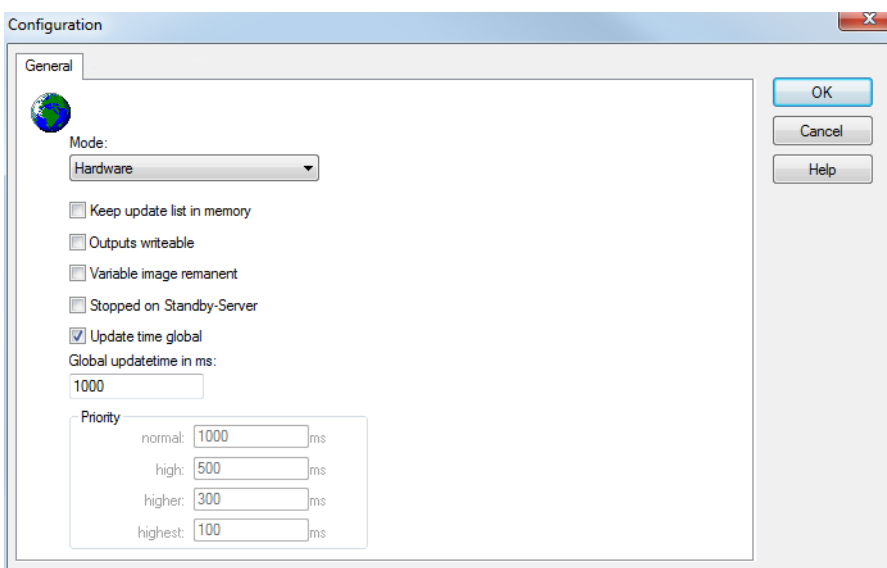 Configuration
General
OK
Cancel
Help
Mode:
Hardware
Keep update list in memory
Outputs writeable
Variable image remanent
Stopped on Standby-Server
Update time global
Global updatetime in ms:
1000
Priority
normal: 1000 ms
high: 500 ms
higher: 300 ms
highest: 100 ms